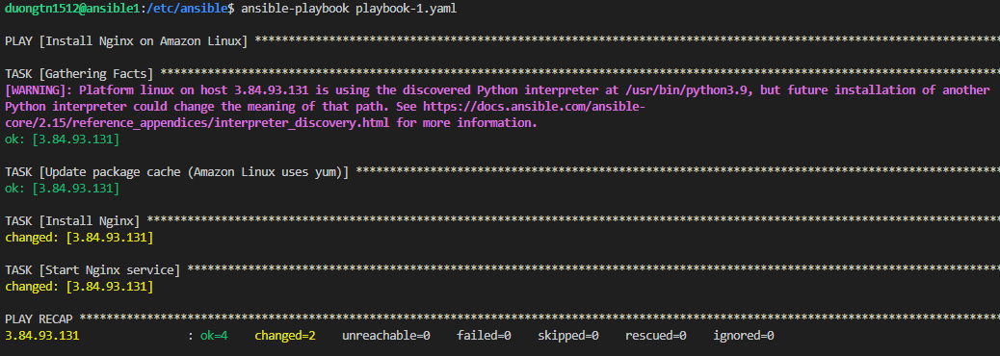 duongtn1512@ansible1:/etc/ansible$ ansible-playbook playbook-1.yaml
PLAY [Install Nginx on Amazon Linux] ***************************************************************************************************************
TASK [Gathering Facts] *****************************************************************************************************************************
[WARNING]: Platform linux on host 3.84.93.131 is using the discovered Python interpreter at /usr/bin/python3.9, but future installation of another
Python interpreter could change the meaning of that path. See https://docs.ansible.com/ansible-
core/2.15/reference_appendices/interpreter_discovery.html for more information.
ok: [3.84.93.131]
TASK [Update package cache (Amazon Linux uses yum)] ************************************************************************************************
ok: [3.84.93.131]
TASK [Install Nginx] *******************************************************************************************************************************
changed: [3.84.93.131]
TASK [Start Nginx service] *************************************************************************************************************************
changed: [3.84.93.131]
PLAY RECAP *****************************************************************************************************************************************
3.84.93.131                : ok=4    changed=2    unreachable=0    failed=0    skipped=0    rescued=0    ignored=0